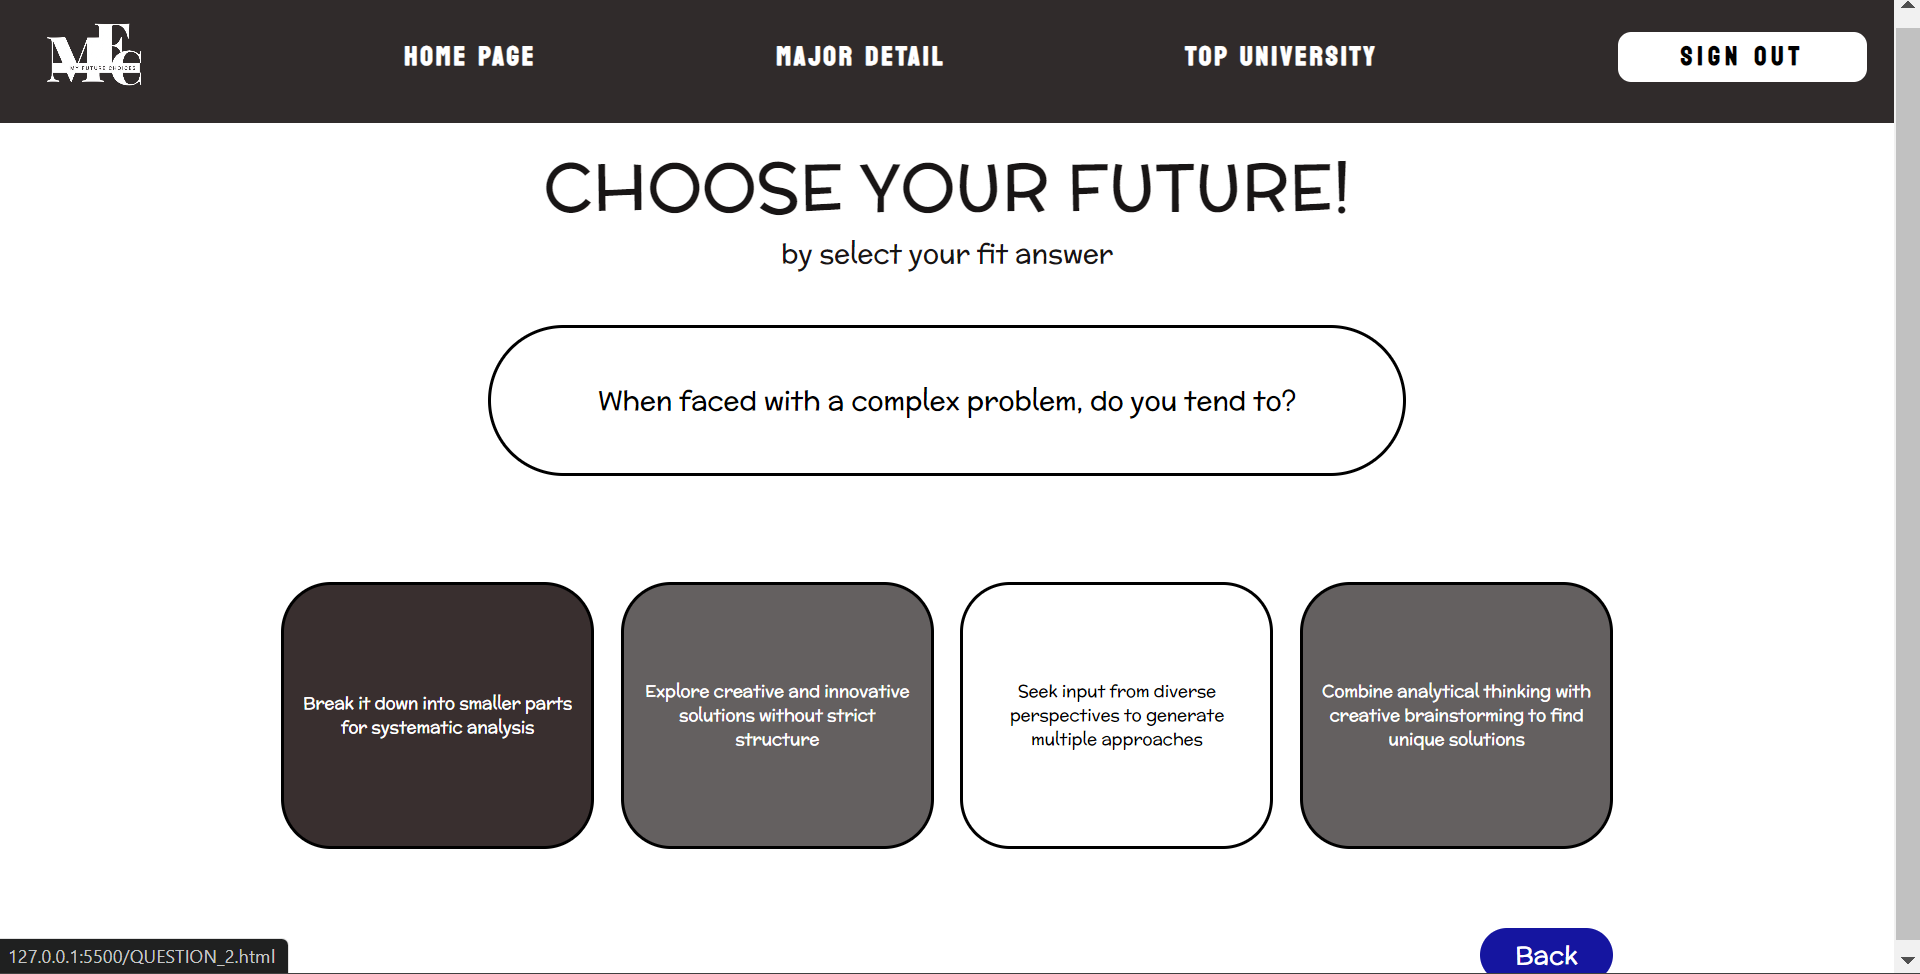 MFC
MY FUTURE CHOICES
HOME PAGE
MAJOR DETAIL
TOP UNIVERSITY
SIGN OUT
CHOOSE YOUR FUTURE!
by select your fit answer
When faced with a complex problem, do you tend to?
Break it down into smaller parts
for systematic analysis
Explore creative and innovative
solutions without strict
structure
Seek input from diverse
perspectives to generate
multiple approaches
Combine analytical thinking with
creative brainstorming to find
unique solutions
Back
127.0.0.1:5500/QUESTION_2.html